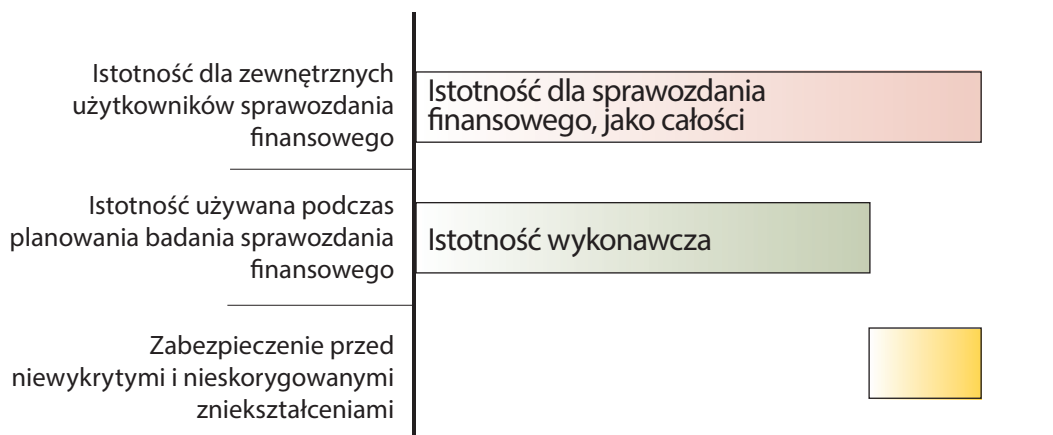 Istotność dla zewnętrznych
użytkowników sprawozdania
finansowego
Istotność dla sprawozdania
finansowego, jako całości
Istotność używana podczas
planowania badania sprawozdania
finansowego
Istotność wykonawcza
Zabezpieczenie przed
niewykrytymi i nieskorygowanymi
zniekształceniami